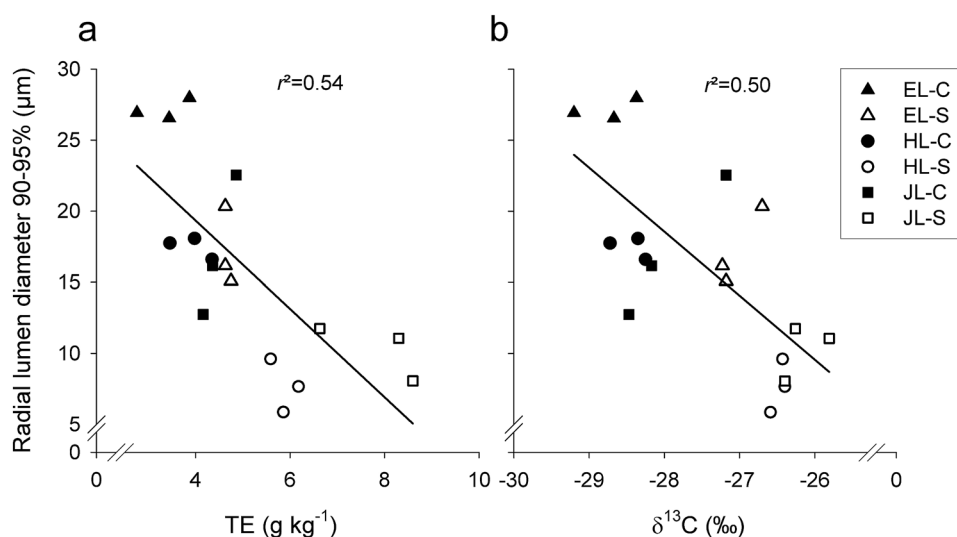 a
b
r²=0.54
r²=0.50
Radial lumen diameter 90-95% (µm)
30
25
20
15
10
5
0
0 4 6 8 10
TE (g kg⁻¹)
-30 -29 -28 -27 -26 0
δ¹³C (‰)
EL-C
EL-S
HL-C
HL-S
JL-C
JL-S